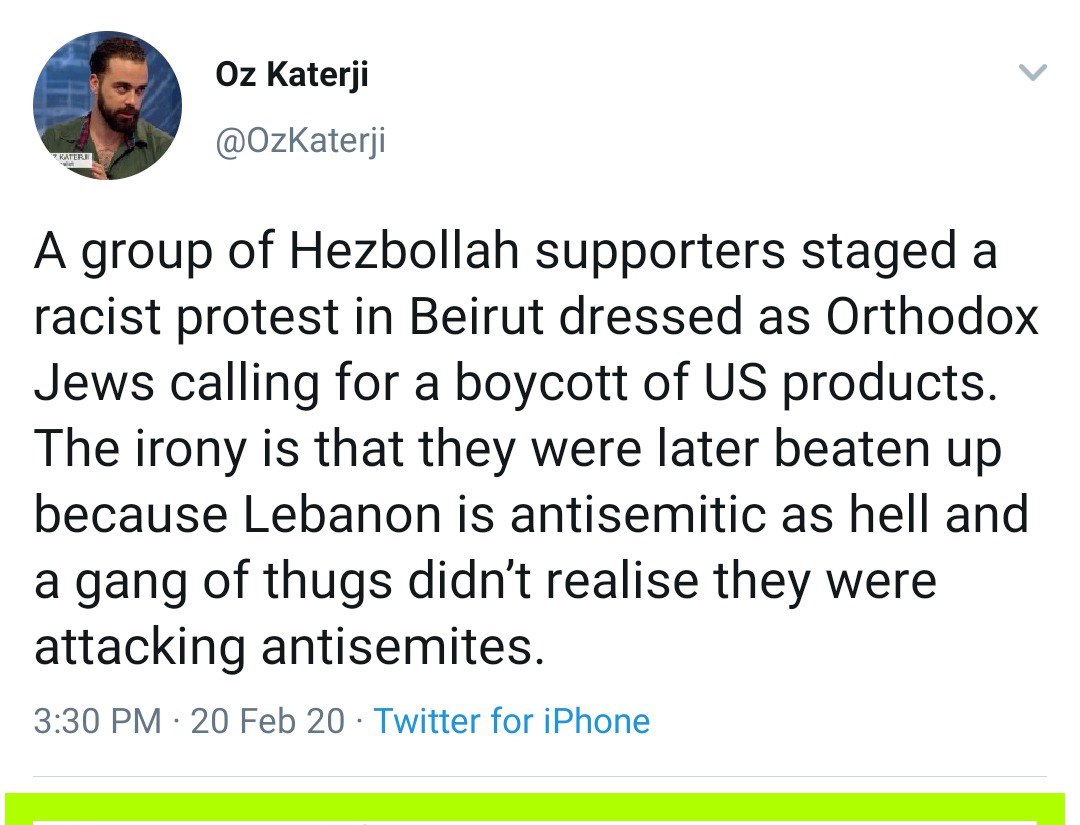 Oz Katerji
@OzKaterji
A group of Hezbollah supporters staged a
racist protest in Beirut dressed as Orthodox
Jews calling for a boycott of US products.
The irony is that they were later beaten up
because Lebanon is antisemitic as hell and
a gang of thugs didn’t realise they were
attacking antisemites.
3:30 PM · 20 Feb 20 · Twitter for iPhone